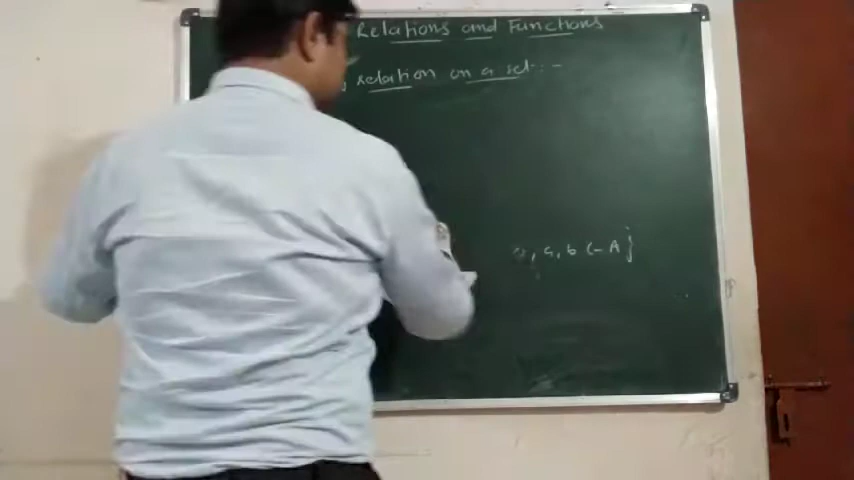 Relations and Functions
relation on a set:-
, a, b (- A }